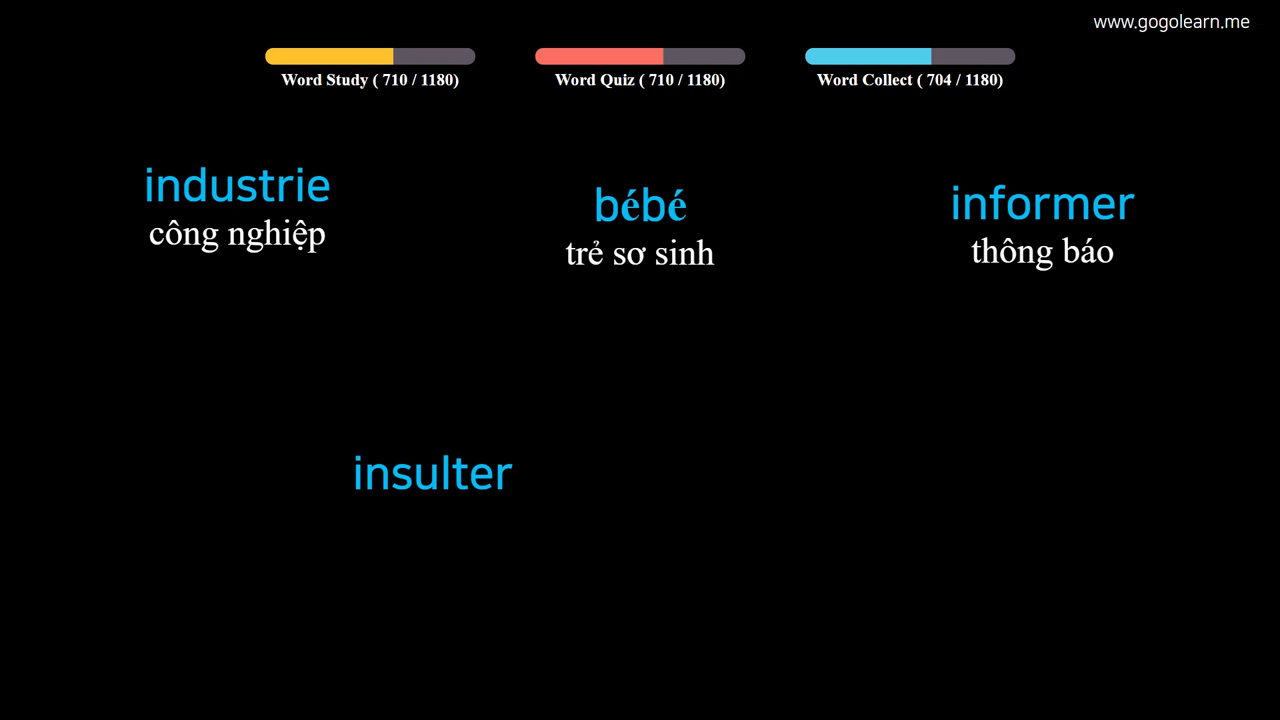 www.gogolearn.me
Word Study ( 710 / 1180)
Word Quiz ( 710 / 1180)
Word Collect ( 704 / 1180)
industrie
công nghiệp
bébé
trẻ sơ sinh
informer
thông báo
insulter